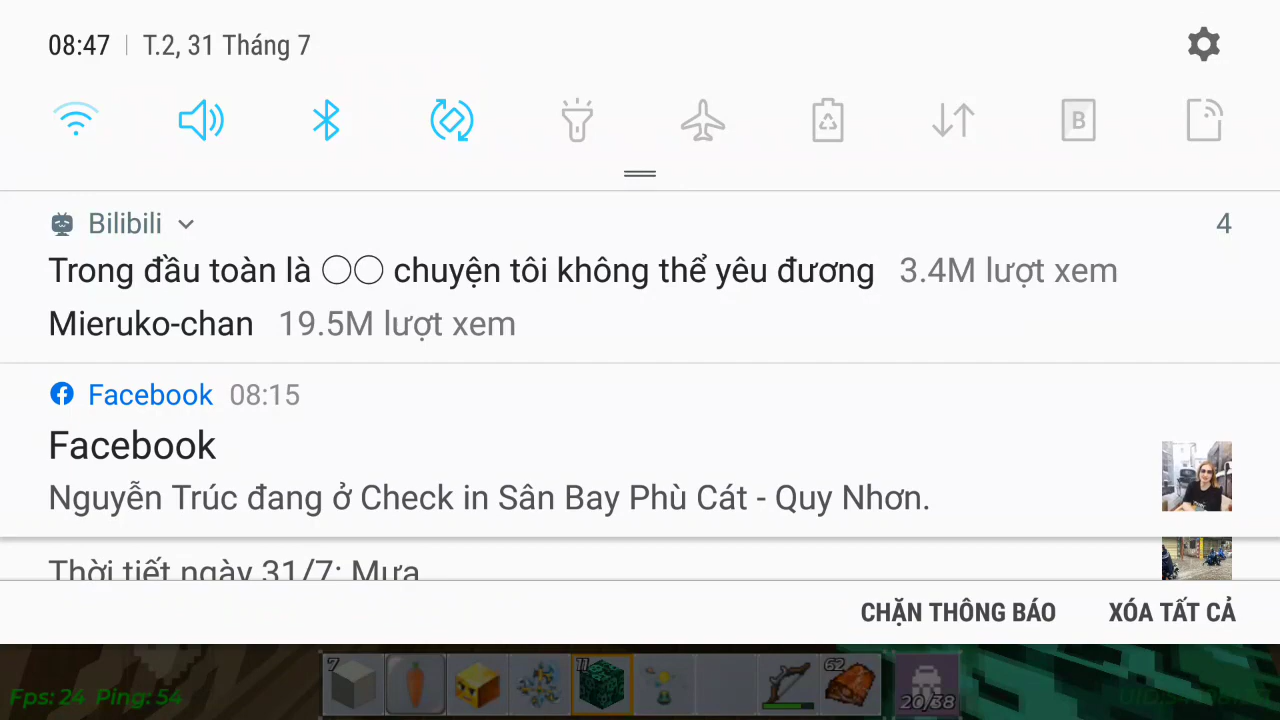 08:47 | T.2, 31 Tháng 7
B
Bilibili 4
Trong đầu toàn là ○○ chuyện tôi không thể yêu đương 3.4M lượt xem
Mieruko-chan 19.5M lượt xem
Facebook 08:15
Facebook
Nguyễn Trúc đang ở Check in Sân Bay Phù Cát - Quy Nhơn.
Thời tiết ngày 31/7: Mưa
CHẶN THÔNG BÁO XÓA TẤT CẢ
7 11 62
Fps: 24 Ping: 54 20/38